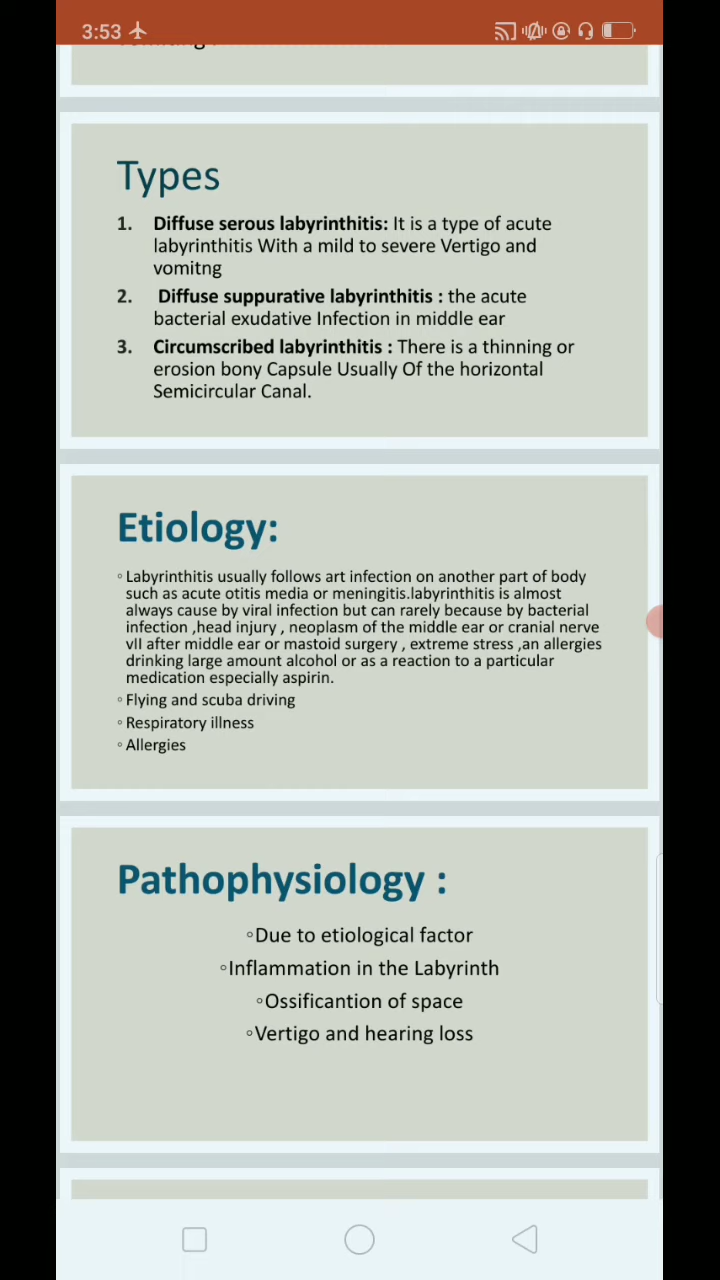 3:53
Types
1. Diffuse serous labyrinthitis: It is a type of acute
labyrinthitis With a mild to severe Vertigo and
vomitng
2. Diffuse suppurative labyrinthitis : the acute
bacterial exudative Infection in middle ear
3. Circumscribed labyrinthitis : There is a thinning or
erosion bony Capsule Usually Of the horizontal
Semicircular Canal.
Etiology:
◦ Labyrinthitis usually follows art infection on another part of body
such as acute otitis media or meningitis.labyrinthitis is almost
always cause by viral infection but can rarely because by bacterial
infection ,head injury , neoplasm of the middle ear or cranial nerve
vII after middle ear or mastoid surgery , extreme stress ,an allergies
drinking large amount alcohol or as a reaction to a particular
medication especially aspirin.
◦ Flying and scuba driving
◦ Respiratory illness
◦ Allergies
Pathophysiology :
◦Due to etiological factor
◦Inflammation in the Labyrinth
◦Ossificantion of space
◦Vertigo and hearing loss